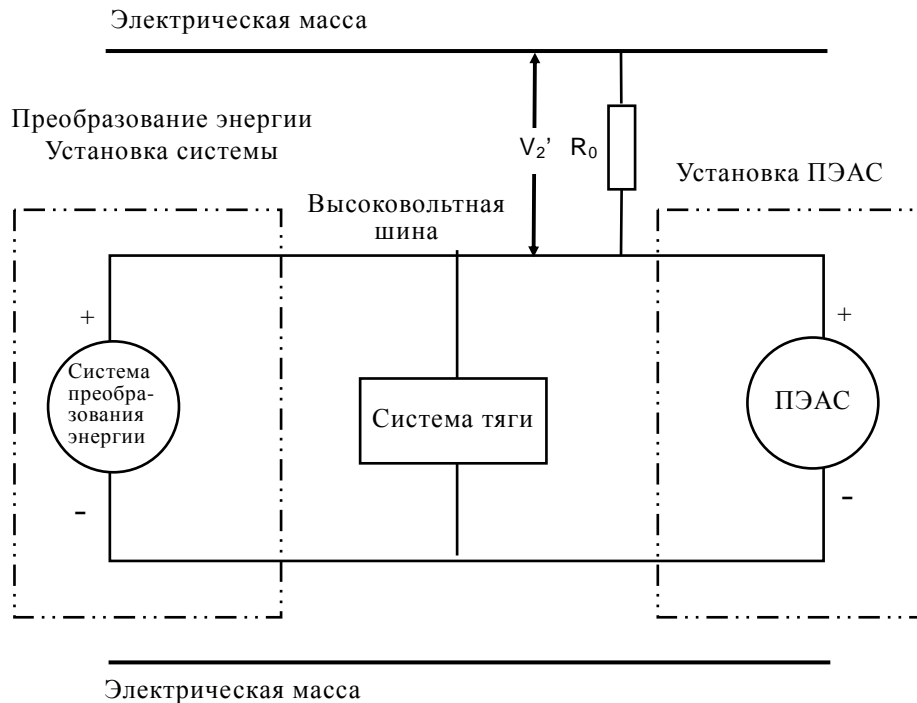 Электрическая масса
Преобразование энергии
Установка системы
V₂’ R₀
Установка ПЭАС
Высоковольтная
шина
+
+
Система
преобра-
зования
энергии
Система тяги
ПЭАС
-
-
Электрическая масса